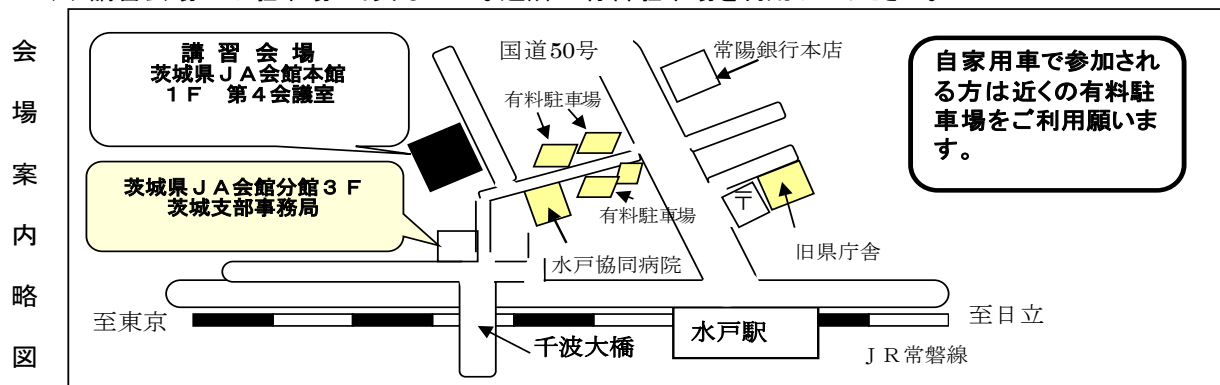 会場案内略図
講習会場
茨城県ＪＡ会館本館
１Ｆ　第４会議室
国道50号
常陽銀行本店
自家用車で参加され
る方は近くの有料駐
車場をご利用願いま
す。
有料駐車場
茨城県ＪＡ会館分館３Ｆ
茨城支部事務局
有料駐車場
〒
旧県庁舎
水戸協同病院
至東京
水戸駅
至日立
千波大橋
ＪＲ常磐線